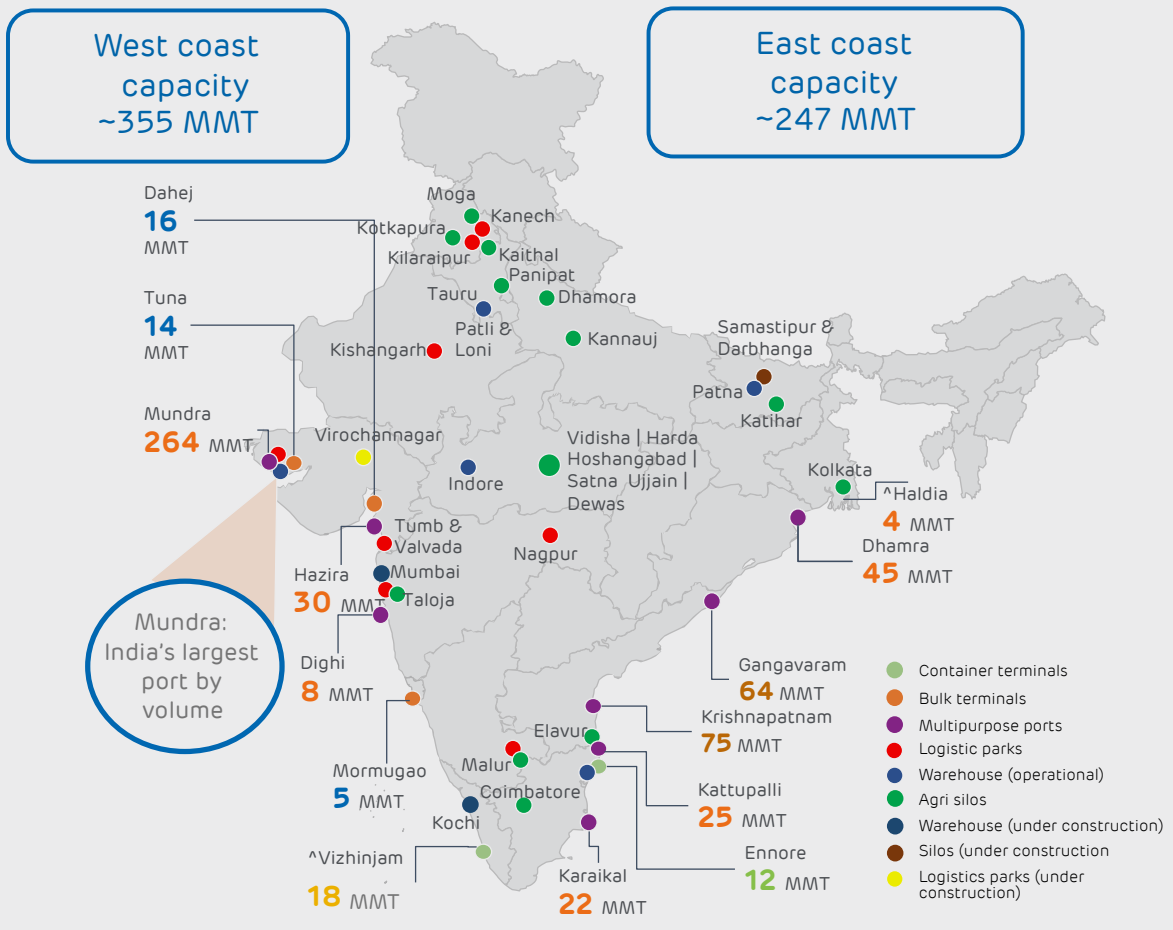 West coast
capacity
~355 MMT
East coast
capacity
~247 MMT
Dahej
16
MMT
Tuna
14
MMT
Mundra
264 MMT
Moga
Kanech
Kotkapura
Kilaraipur
Kaithal
Panipat
Tauru
Dhamora
Patli &
Loni
Kishangarh
Kannauj
Samastipur &
Darbhanga
Patna
Katihar
Virochannagar
Indore
Vidisha | Harda
Hoshangabad |
Satna Ujjain |
Dewas
Kolkata
^Haldia
4 MMT
Dhamra
45 MMT
Nagpur
Tumb &
Valvada
Hazira
30 MMT
Mumbai
Taloja
Mundra:
India's largest
port by
volume
Dighi
8 MMT
Gangavaram
64 MMT
Krishnapatnam
75 MMT
Elavur
Malur
Mormugao
5 MMT
Coimbatore
Kochi
Kattupalli
25 MMT
Ennore
12 MMT
^Vizhinjam
18 MMT
Karaikal
22 MMT
Container terminals
Bulk terminals
Multipurpose ports
Logistic parks
Warehouse (operational)
Agri silos
Warehouse (under construction)
Silos (under construction
Logistics parks (under
construction)